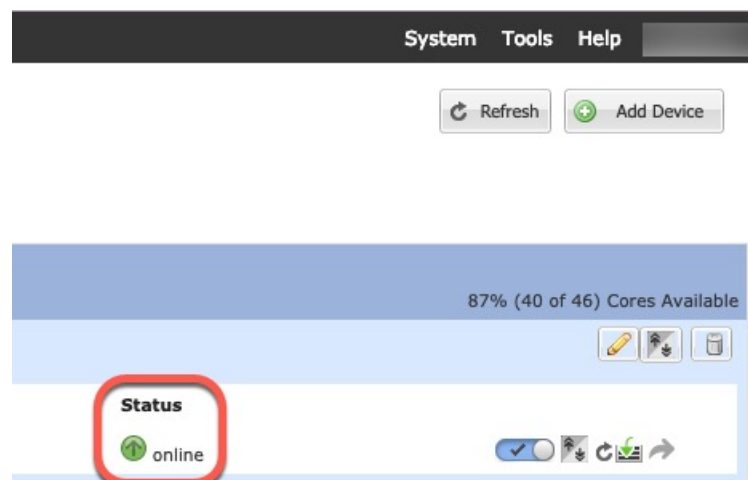 System Tools Help
Refresh Add Device
87% (40 of 46) Cores Available
Status
online